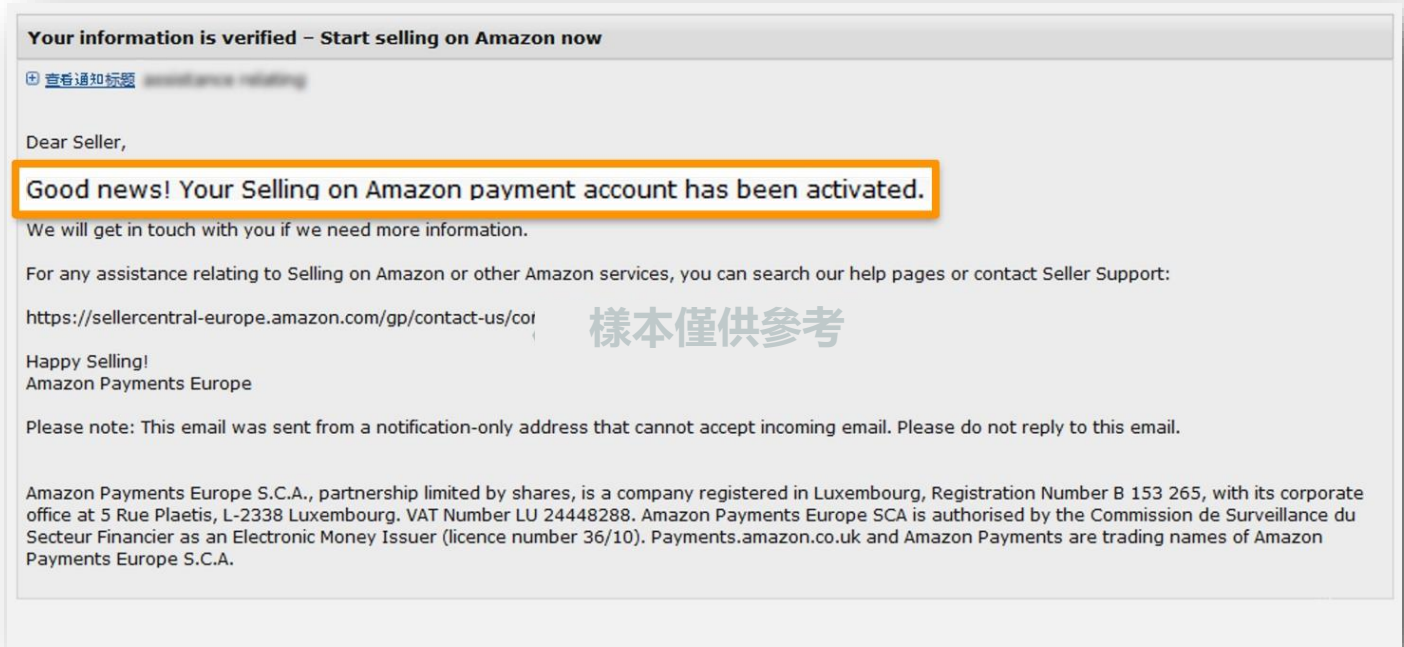 Your information is verified – Start selling on Amazon now
查看通知标题
Dear Seller,
Good news! Your Selling on Amazon payment account has been activated.
We will get in touch with you if we need more information.
For any assistance relating to Selling on Amazon or other Amazon services, you can search our help pages or contact Seller Support:
https://sellercentral-europe.amazon.com/gp/contact-us/cor
樣本僅供參考
Happy Selling!
Amazon Payments Europe
Please note: This email was sent from a notification-only address that cannot accept incoming email. Please do not reply to this email.
Amazon Payments Europe S.C.A., partnership limited by shares, is a company registered in Luxembourg, Registration Number B 153 265, with its corporate
office at 5 Rue Plaetis, L-2338 Luxembourg. VAT Number LU 24448288. Amazon Payments Europe SCA is authorised by the Commission de Surveillance du
Secteur Financier as an Electronic Money Issuer (licence number 36/10). Payments.amazon.co.uk and Amazon Payments are trading names of Amazon
Payments Europe S.C.A.